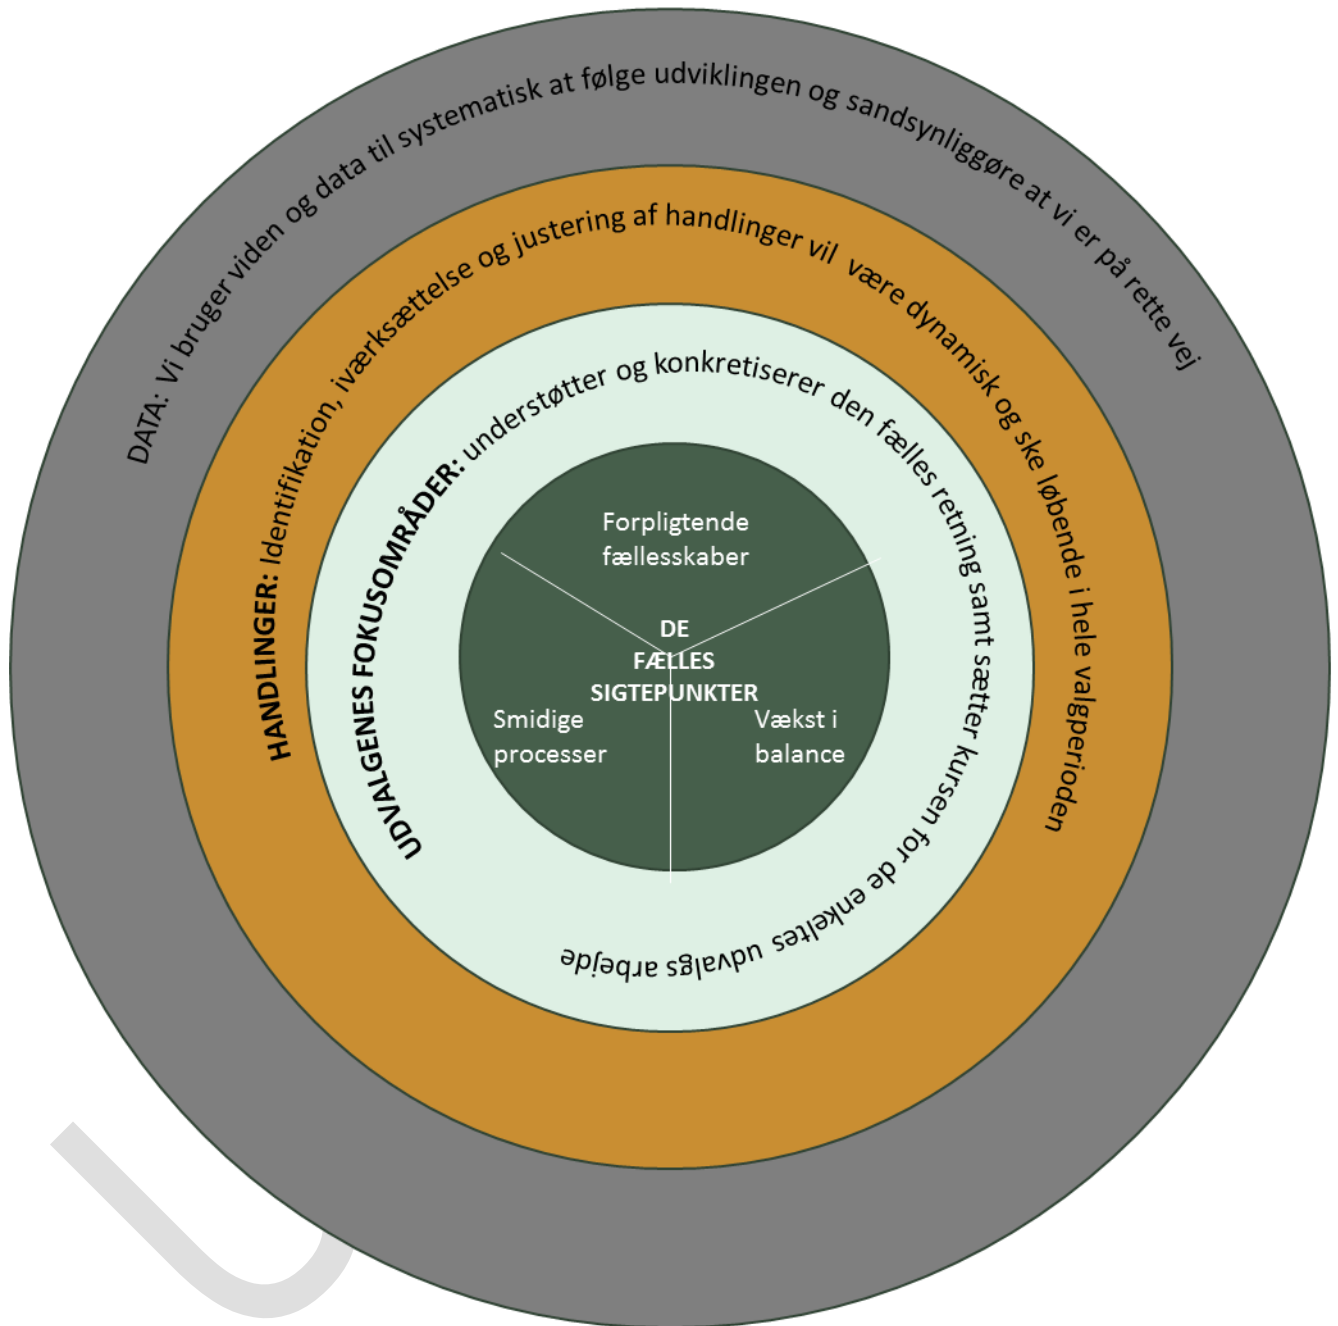 DATA: Vi bruger viden og data til systematisk at følge udviklingen og sandsynliggøre at vi er på rette vej
HANDLINGER: Identifikation, iværksættelse og justering af handlinger vil være dynamisk og ske løbende i hele valgperioden
UDVALGENES FOKUSOMRÅDER: understøtter og konkretiserer den fælles retning samt sætter kursen for de enkeltes udvalgs arbejde
Forpligtende
fællesskaber
DE
FÆLLES
SIGTEPUNKTER
Smidige
processer
Vækst i
balance